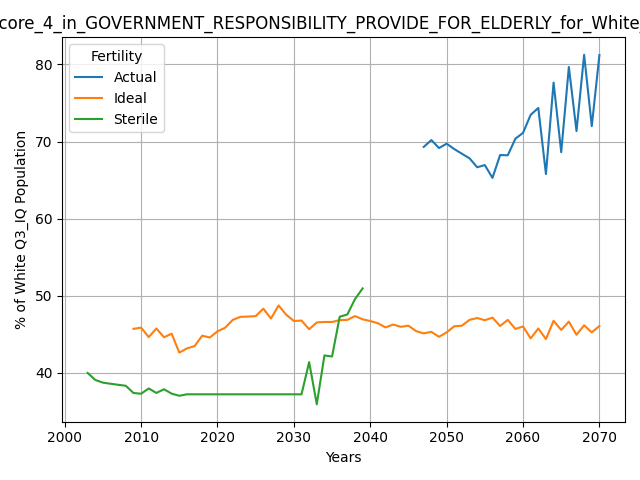 core_4_in_GOVERNMENT_RESPONSIBILITY_PROVIDE_FOR_ELDERLY_for_White_
Fertility
Actual
Ideal
Sterile
% of White Q3_IQ Population
80
70
60
50
40
2000 2010 2020 2030 2040 2050 2060 2070
Years